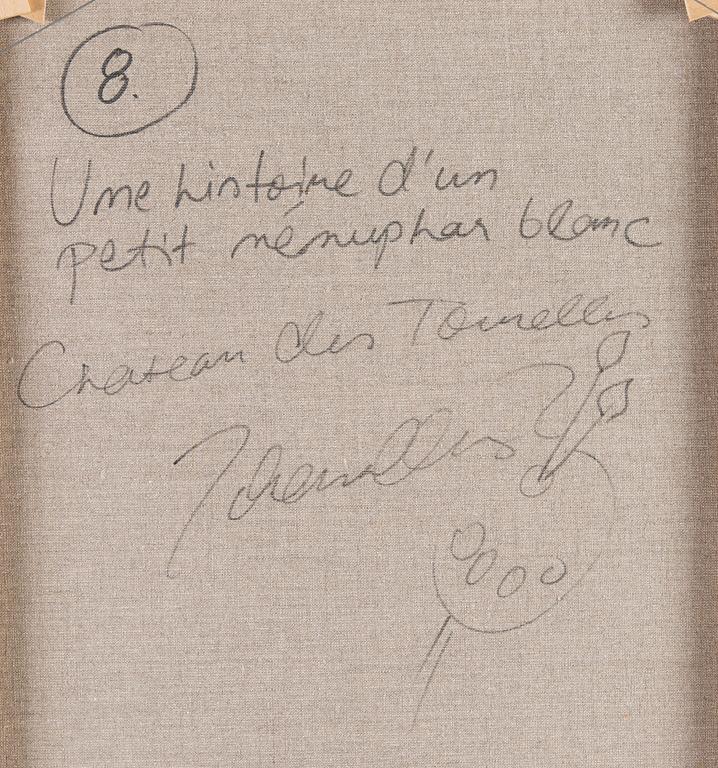 8.
Une histoire d'un
petit nénuphar blanc
Chateau des Tourelles